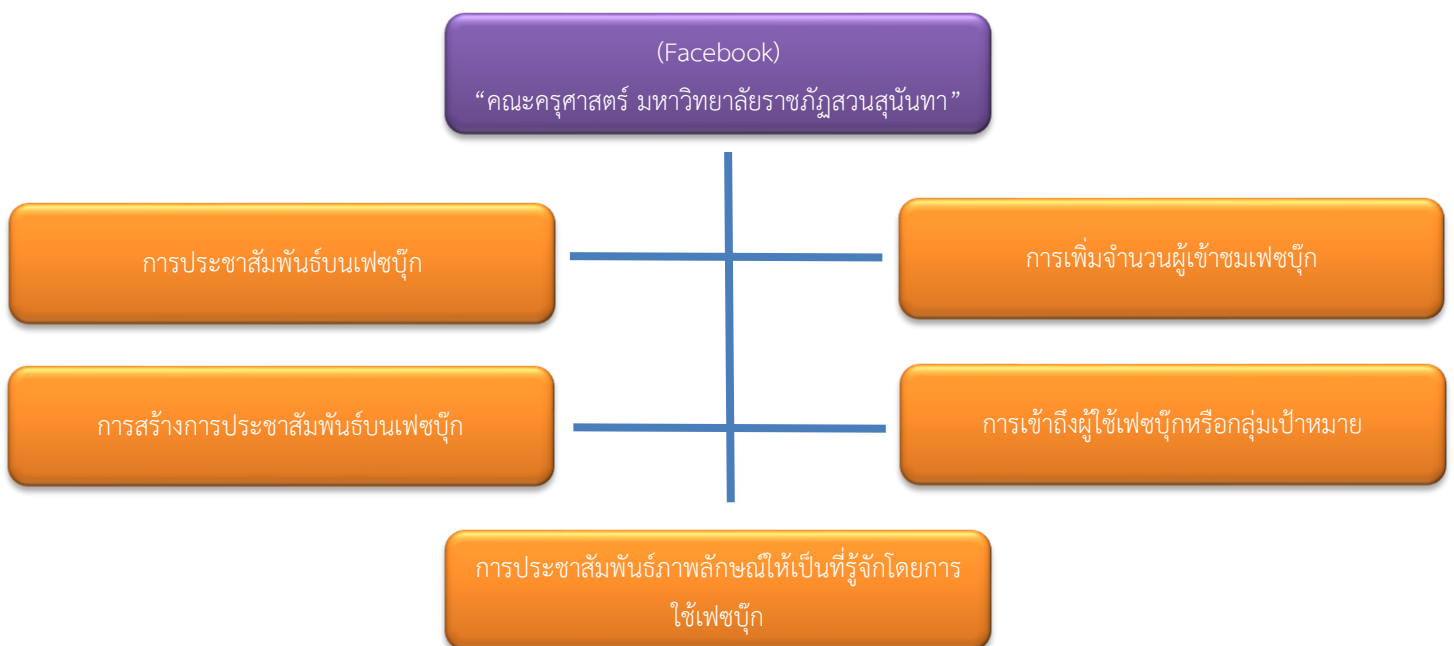 (Facebook)
“คณะครุศาสตร์ มหาวิทยาลัยราชภัฏสวนสุนันทา”
การประชาสัมพันธ์บนเฟซบุ๊ก
การเพิ่มจำนวนผู้เข้าชมเฟซบุ๊ก
การสร้างการประชาสัมพันธ์บนเฟซบุ๊ก
การเข้าถึงผู้ใช้เฟซบุ๊กหรือกลุ่มเป้าหมาย
การประชาสัมพันธ์ภาพลักษณ์ให้เป็นที่รู้จักโดยการ
ใช้เฟซบุ๊ก